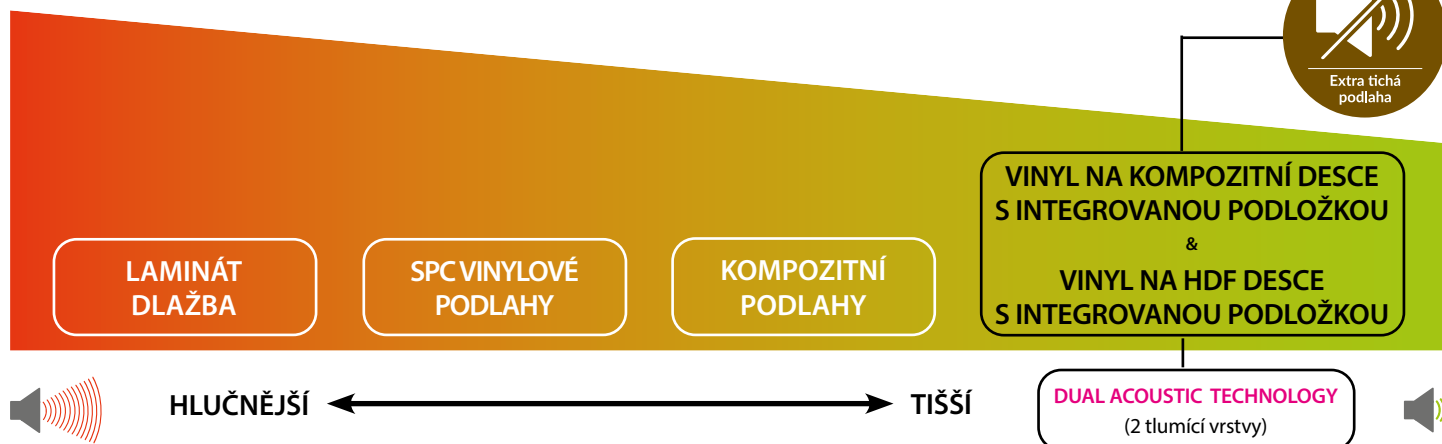 Extra tichá
podlaha
VINYL NA KOMPOZITNÍ DESCE
S INTEGROVANOU PODLOŽKOU
&
VINYL NA HDF DESCE
S INTEGROVANOU PODLOŽKOU
LAMINÁT
DLAŽBA
SPC VINYLOVÉ
PODLAHY
KOMPOZITNÍ
PODLAHY
HLUČNĚJŠÍ
TIŠŠÍ
DUAL ACOUSTIC TECHNOLOGY
(2 tlumící vrstvy)